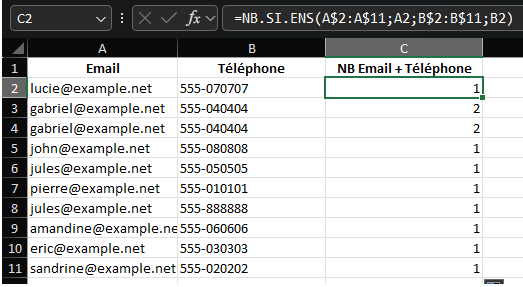 C2 fx =NB.SI.ENS(A$2:A$11;A2;B$2:B$11;B2)
A B C
1 Email Téléphone NB Email + Téléphone
2 lucie@example.net 555-070707 1
3 gabriel@example.net 555-040404 2
4 gabriel@example.net 555-040404 2
5 john@example.net 555-080808 1
6 jules@example.net 555-050505 1
7 pierre@example.net 555-010101 1
8 jules@example.net 555-888888 1
9 amandine@example.ne 555-060606 1
10 eric@example.net 555-030303 1
11 sandrine@example.net 555-020202 1